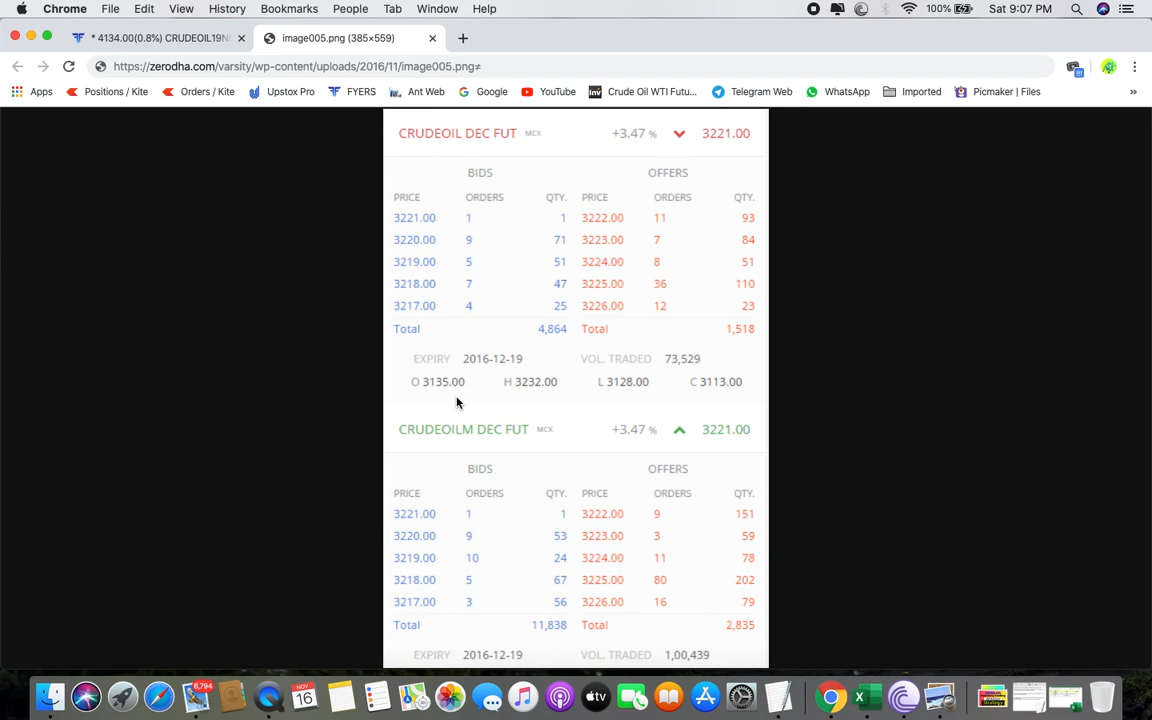 Chrome File Edit View History Bookmarks People Tab Window Help 100% Sat 9:07 PM
* 4134.00(0.8%) CRUDEOIL19N image005.png (385×559)
https://zerodha.com/varsity/wp-content/uploads/2016/11/image005.png≠
Apps Positions / Kite Orders / Kite Upstox Pro FYERS Ant Web Google YouTube Inv Crude Oil WTI Futu... Telegram Web WhatsApp Imported Picmaker | Files »
CRUDEOIL DEC FUT MCX +3.47 % 3221.00
BIDS OFFERS
PRICE ORDERS QTY. PRICE ORDERS QTY.
3221.00 1 1 3222.00 11 93
3220.00 9 71 3223.00 7 84
3219.00 5 51 3224.00 8 51
3218.00 7 47 3225.00 36 110
3217.00 4 25 3226.00 12 23
Total 4,864 Total 1,518
EXPIRY 2016-12-19 VOL. TRADED 73,529
O 3135.00 H 3232.00 L 3128.00 C 3113.00
CRUDEOILM DEC FUT MCX +3.47 % 3221.00
BIDS OFFERS
PRICE ORDERS QTY. PRICE ORDERS QTY.
3221.00 1 1 3222.00 9 151
3220.00 9 53 3223.00 3 59
3219.00 10 24 3224.00 11 78
3218.00 5 67 3225.00 80 202
3217.00 3 56 3226.00 16 79
Total 11,838 Total 2,835
EXPIRY 2016-12-19 VOL. TRADED 1,00,439
6,794 NOV 16 tv